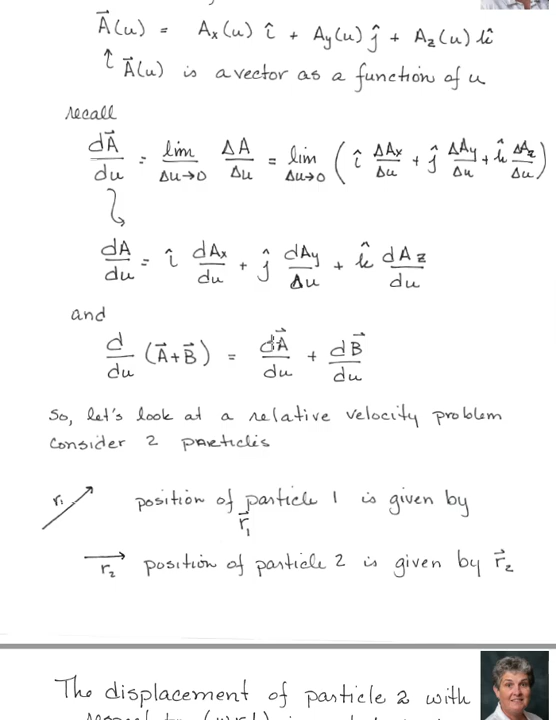 A⃗(u) = Ax(u) î + Ay(u) ĵ + Az(u) k̂
↑ A⃗(u) is a vector as a function of u
recall
dA⃗/du = lim Δu→0 ΔA/Δu = lim Δu→0 ( î ΔAx/Δu + ĵ ΔAy/Δu + k̂ ΔAz/Δu )
dA/du = î dAx/du + ĵ dAy/Δu + k̂ dAz/du
and
d/du (A⃗+B⃗) = dA⃗/du + dB⃗/du
So, let's look at a relative velocity problem
Consider 2 particles
r₁ position of particle 1 is given by
r⃗₁
r₂ position of particle 2 is given by r⃗₂
The displacement of particle 2 with